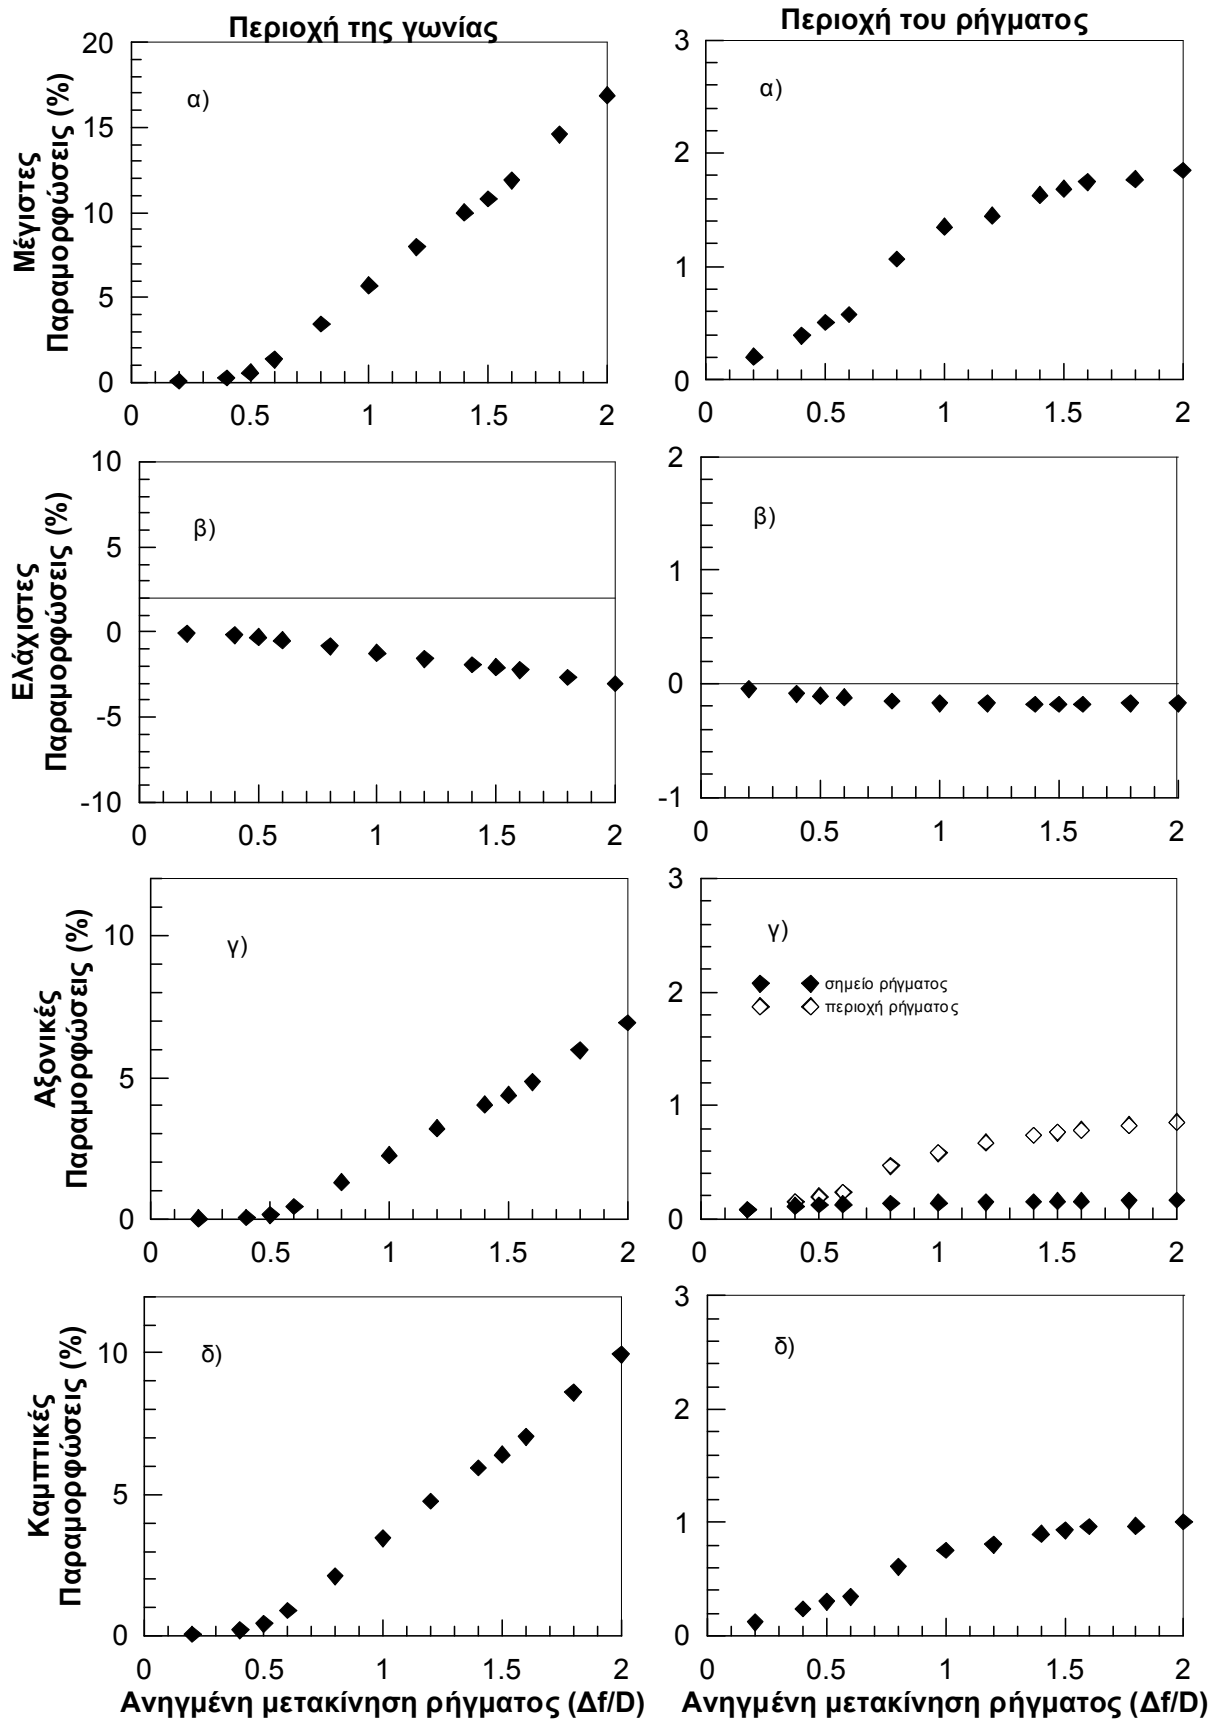 Περιοχή της γωνίας
Περιοχή του ρήγματος
Μέγιστες
Παραμορφώσεις (%)
20
15
10
5
0
α)
0 0.5 1 1.5 2
3
2
1
0
α)
0 0.5 1 1.5 2
Ελάχιστες
Παραμορφώσεις (%)
10
5
0
-5
-10
β)
0 0.5 1 1.5 2
2
1
0
-1
β)
0 0.5 1 1.5 2
Αξονικές
Παραμορφώσεις (%)
10
5
0
γ)
0 0.5 1 1.5 2
3
2
1
0
γ)
σημείο ρήγματος
περιοχή ρήγματος
0 0.5 1 1.5 2
Καμπτικές
Παραμορφώσεις (%)
10
5
0
δ)
0 0.5 1 1.5 2
Ανηγμένη μετακίνηση ρήγματος (Δf/D)
3
2
1
0
δ)
0 0.5 1 1.5 2
Ανηγμένη μετακίνηση ρήγματος (Δf/D)